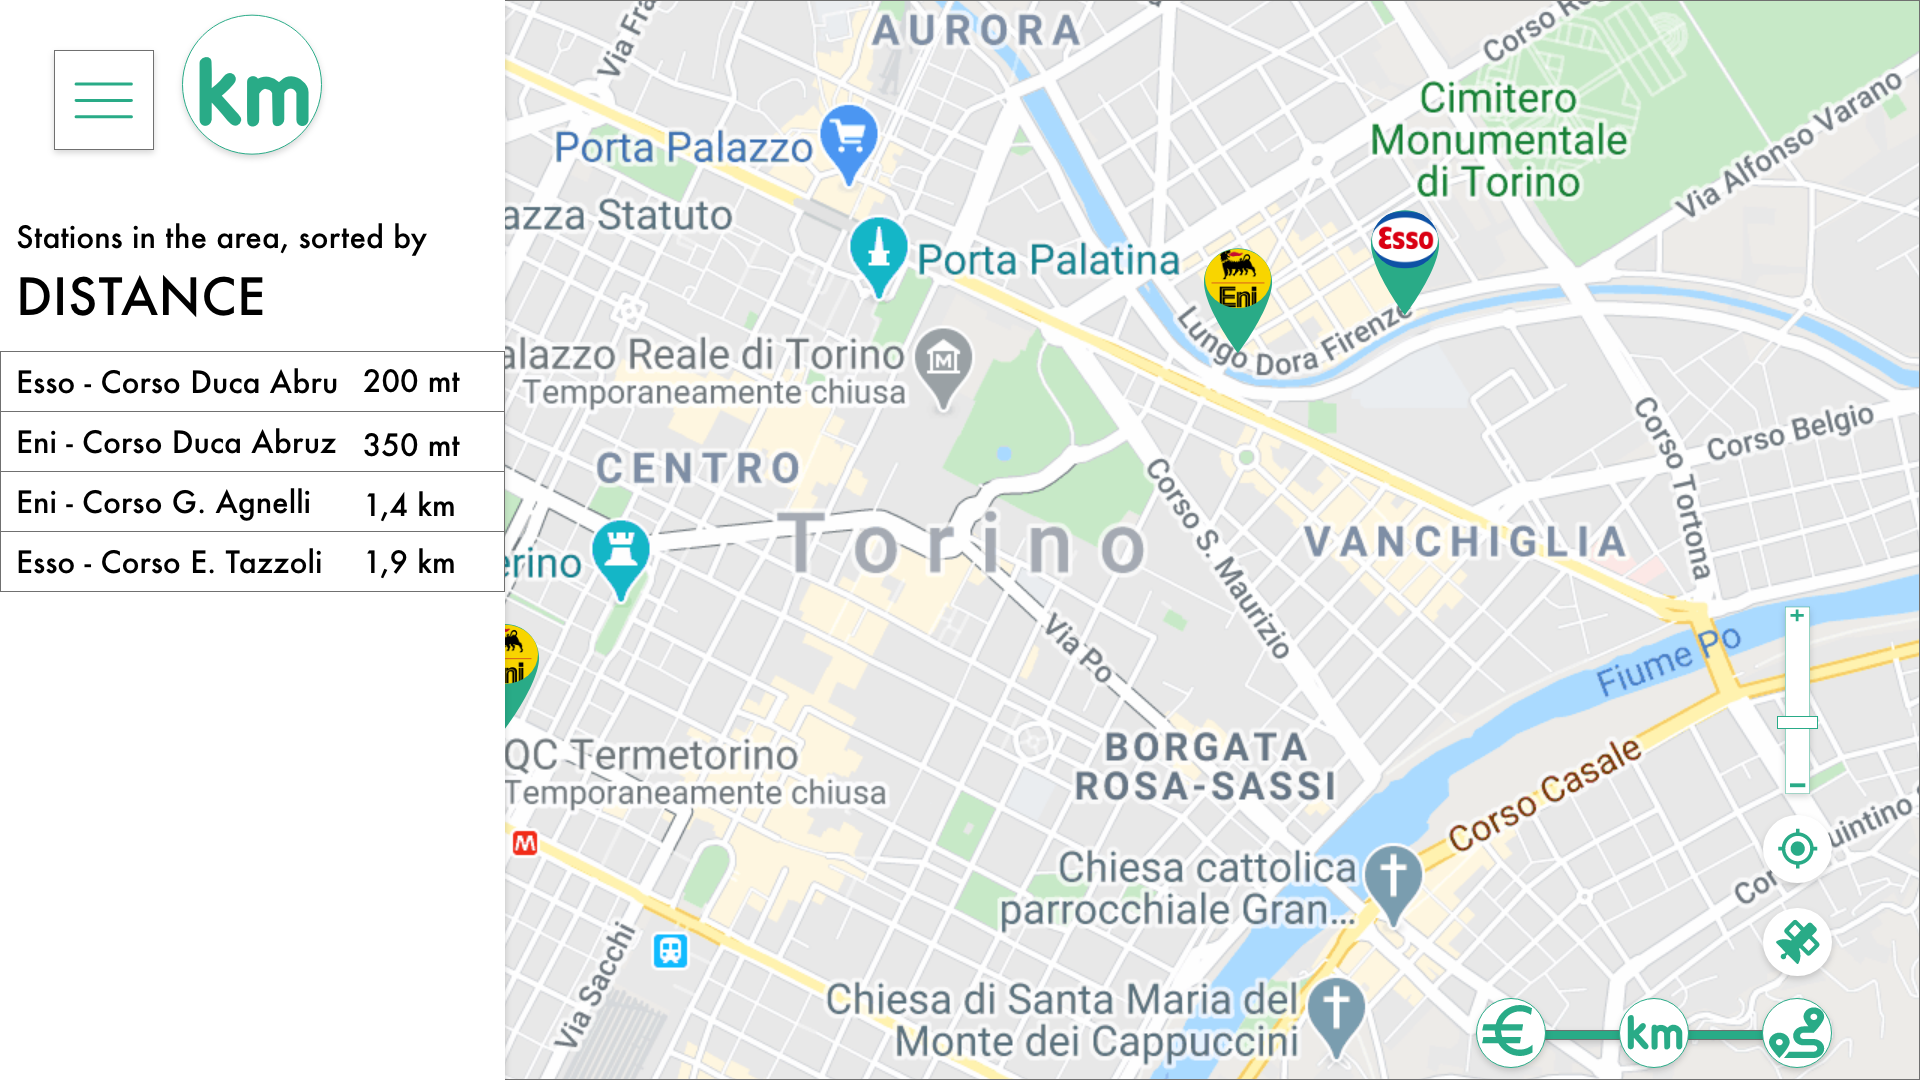 km
Stations in the area, sorted by
DISTANCE
Esso - Corso Duca Abru 200 mt
Eni - Corso Duca Abruz 350 mt
Eni - Corso G. Agnelli 1,4 km
Esso - Corso E. Tazzoli 1,9 km
Via Fra
AURORA
Corso Ro
Porta Palazzo
Cimitero
Monumentale
di Torino
Via Alfonso Varano
azza Statuto
Porta Palatina
Eni
Esso
Lungo Dora Firenze
alazzo Reale di Torino
Temporaneamente chiusa
M
CENTRO
Corso S. Maurizio
Corso Tortona
Corso Belgio
Torino
VANCHIGLIA
erino
Via Po
Fiume Po
+
ni
QC Termetorino
Temporaneamente chiusa
BORGATA
ROSA-SASSI
Corso Casale
−
M
uintino
Cor
Chiesa cattolica
parrocchiale Gran...
Via Sacchi
Chiesa di Santa Maria del
Monte dei Cappuccini
€ km